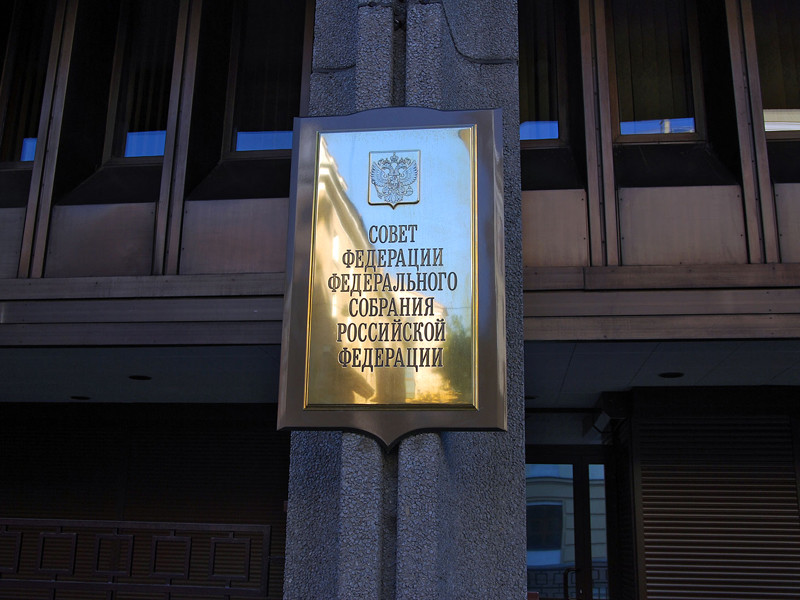 СОВЕТ
ФЕДЕРАЦИИ
ФЕДЕРАЛЬНОГО
СОБРАНИЯ
РОССИЙСКОЙ
ФЕДЕРАЦИИ